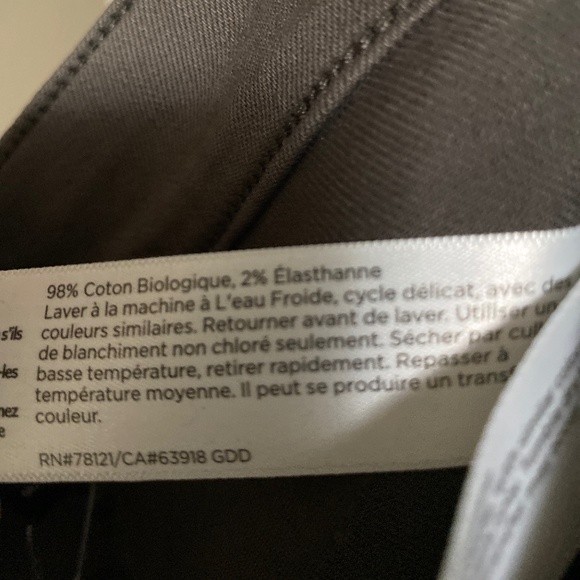 98% Coton Biologique, 2% Élasthanne
Laver à la machine à L'eau Froide, cycle délicat, avec des
s'ils couleurs similaires. Retourner avant de laver. Utiliser un
de blanchiment non chloré seulement. Sécher par
-les basse température, retirer rapidement. Repasser à
température moyenne. Il peut se produire un
couleur.
RN#78121/CA#63918 GDD